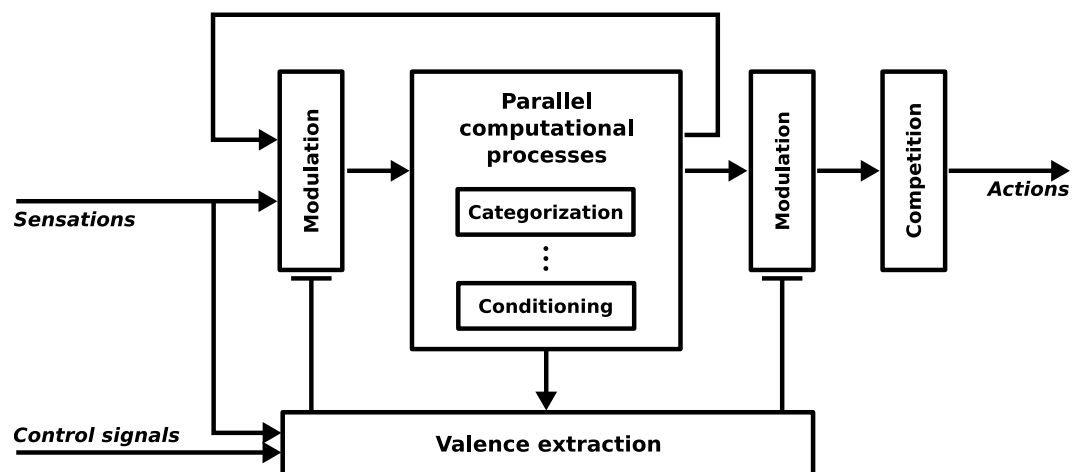 Modulation
Parallel
computational
processes
Categorization
Conditioning
Modulation
Competition
Actions
Sensations
Control signals
Valence extraction